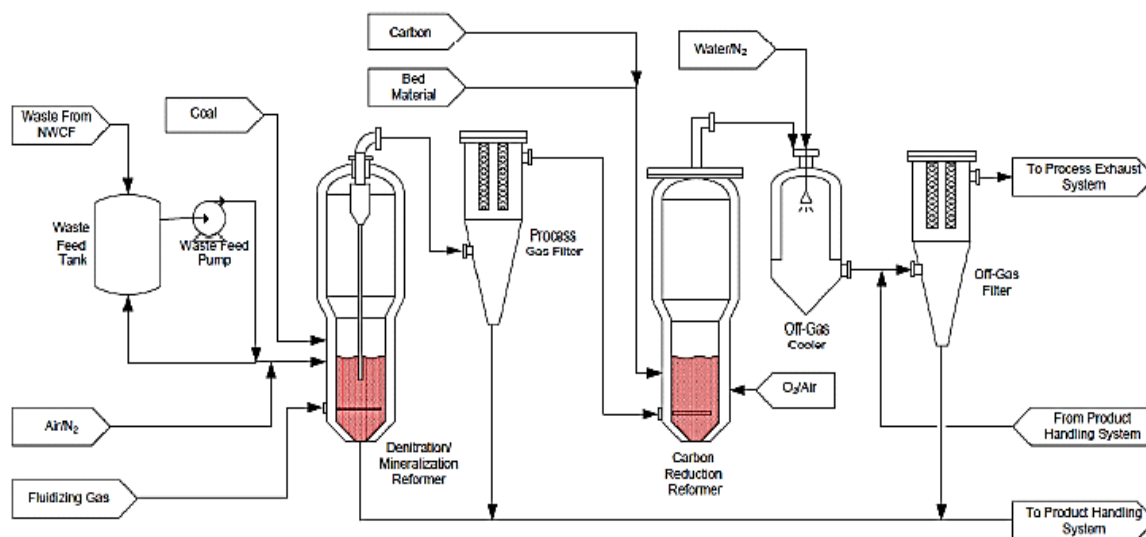 Carbon
Water/N₂
Bed
Material
Waste From
NWCF
Coal
Waste
Feed
Tank
Waste Feed
Pump
Process
Gas Filter
To Process Exhaust
System
Off-Gas
Filter
Off-Gas
Cooler
O₂/Air
Air/N₂
From Product
Handling System
Denitration/
Mineralization
Reformer
Carbon
Reduction
Reformer
Fluidizing Gas
To Product Handling
System